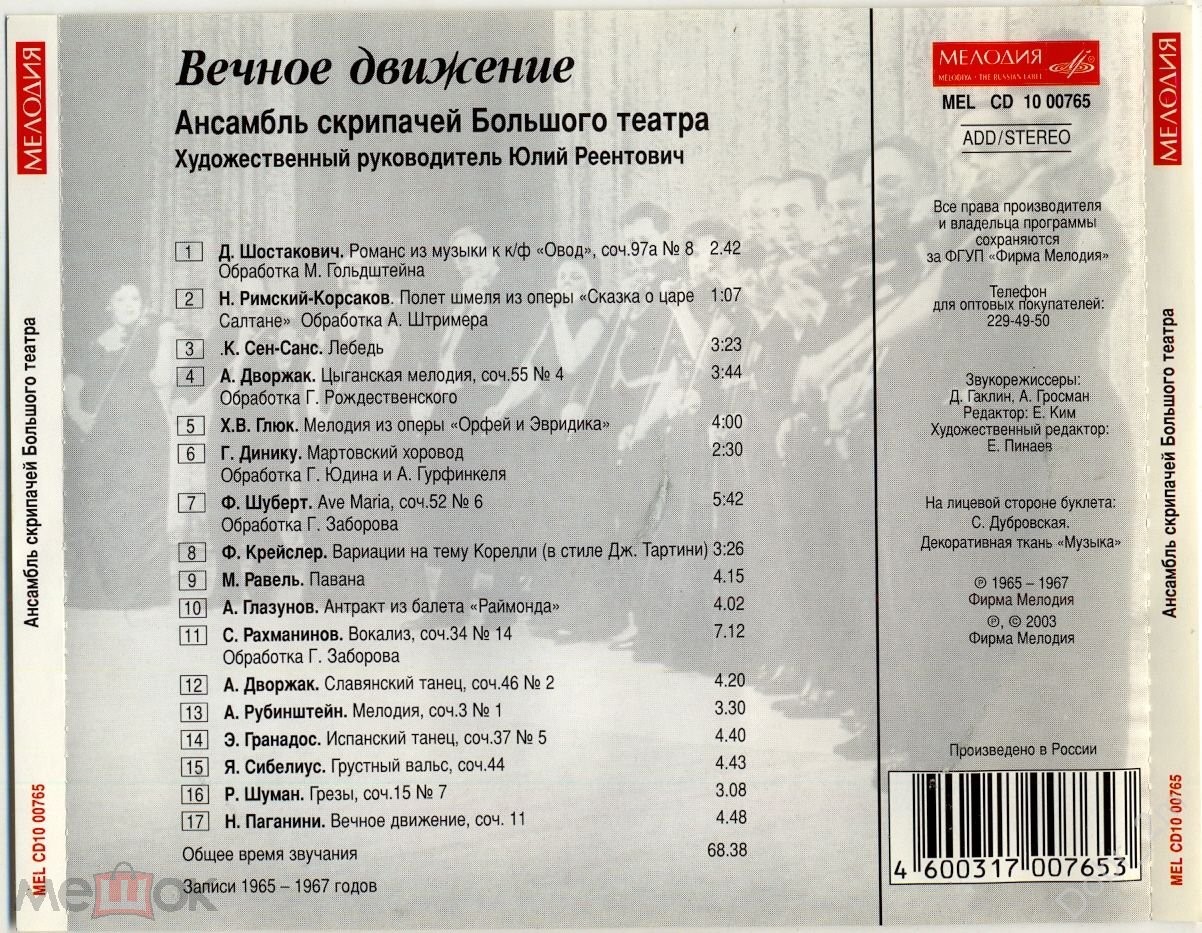 МЕЛОДИЯ
Ансамбль скрипачей Большого театра
MEL CD10 00765
Вечное движение
Ансамбль скрипачей Большого театра
Художественный руководитель Юлий Реентович
1 Д. Шостакович. Романс из музыки к к/ф «Овод», соч.97а № 8 2.42
Обработка М. Гольдштейна
2 Н. Римский-Корсаков. Полет шмеля из оперы «Сказка о царе 1:07
Салтане» Обработка А. Штримера
3 .К. Сен-Санс. Лебедь 3:23
4 А. Дворжак. Цыганская мелодия, соч.55 № 4 3:44
Обработка Г. Рождественского
5 Х.В. Глюк. Мелодия из оперы «Орфей и Эвридика» 4:00
6 Г. Динику. Мартовский хоровод 2:30
Обработка Г. Юдина и А. Гурфинкеля
7 Ф. Шуберт. Ave Maria, соч.52 № 6 5:42
Обработка Г. Заборова
8 Ф. Крейслер. Вариации на тему Корелли (в стиле Дж. Тартини) 3:26
9 М. Равель. Павана 4.15
10 А. Глазунов. Антракт из балета «Раймонда» 4.02
11 С. Рахманинов. Вокализ, соч.34 № 14 7.12
Обработка Г. Заборова
12 А. Дворжак. Славянский танец, соч.46 № 2 4.20
13 А. Рубинштейн. Мелодия, соч.3 № 1 3.30
14 Э. Гранадос. Испанский танец, соч.37 № 5 4.40
15 Я. Сибелиус. Грустный вальс, соч.44 4.43
16 Р. Шуман. Грезы, соч.15 № 7 3.08
17 Н. Паганини. Вечное движение, соч. 11 4.48
Общее время звучания 68.38
Записи 1965 – 1967 годов
мешок
МЕЛОДИЯ
MELODIYA · THE RUSSIAN LABEL
MEL CD 10 00765
ADD/STEREO
Все права производителя
и владельца программы
сохраняются
за ФГУП «Фирма Мелодия»
Телефон
для оптовых покупателей:
229-49-50
Звукорежиссеры:
Д. Гаклин, А. Гросман
Редактор: Е. Ким
Художественный редактор:
Е. Пинаев
На лицевой стороне буклета:
С. Дубровская.
Декоративная ткань «Музыка»
℗ 1965 – 1967
Фирма Мелодия
℗, © 2003
Фирма Мелодия
Произведено в России
4 600317 007653
МЕЛОДИЯ
Ансамбль скрипачей Большого театра
MEL CD10 00765